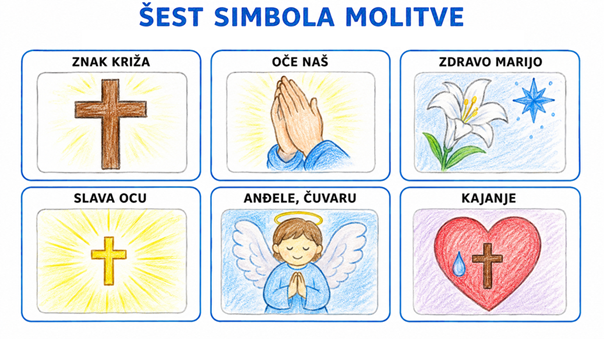 ŠEST SIMBOLA MOLITVE
ZNAK KRIŽA
OČE NAŠ
ZDRAVO MARIJO
SLAVA OCU
ANĐELE, ČUVARU
KAJANJE